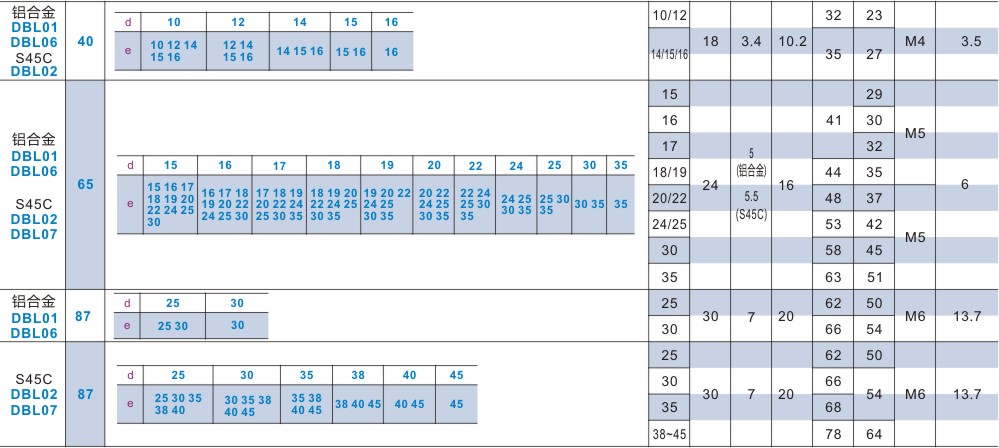 铝合金
DBL01
DBL06
S45C
DBL02
40
d 10 12 14 15 16
e 10 12 14 15 16 12 14 15 16 14 15 16 15 16 16
10/12 32 23
14/15/16 35 27
18 3.4 10.2 M4 3.5
铝合金
DBL01
DBL06
S45C
DBL02
DBL07
65
d 15 16 17 18 19 20 22 24 25 30 35
e
15 16 17 18 19 20 22 24 25 30
16 17 18 19 20 22 24 25 30
17 18 19 20 22 24 25 30 35
18 19 20 22 24 25 30 35
19 20 22 24 25 30 35
20 22 24 25 30 35
22 24 25 30 35
24 25 30 35
25 30 35
30 35
35
15 29
16 41 30
17 32
18/19 44 35
20/22 48 37
24/25 53 42
30 58 45
35 63 51
24
5
(铝合金)
5.5
(S45C)
16
M5
M5
6
铝合金
DBL01
DBL06
87
d 25 30
e 25 30 30
25 62 50
30 66 54
30 7 20 M6 13.7
S45C
DBL02
DBL07
87
d 25 30 35 38 40 45
e
25 30 35 38 40
30 35 38 40 45
35 38 40 45
38 40 45
40 45
45
25 62 50
30 66
35 68
54
38~45 78 64
30 7 20 M6 13.7